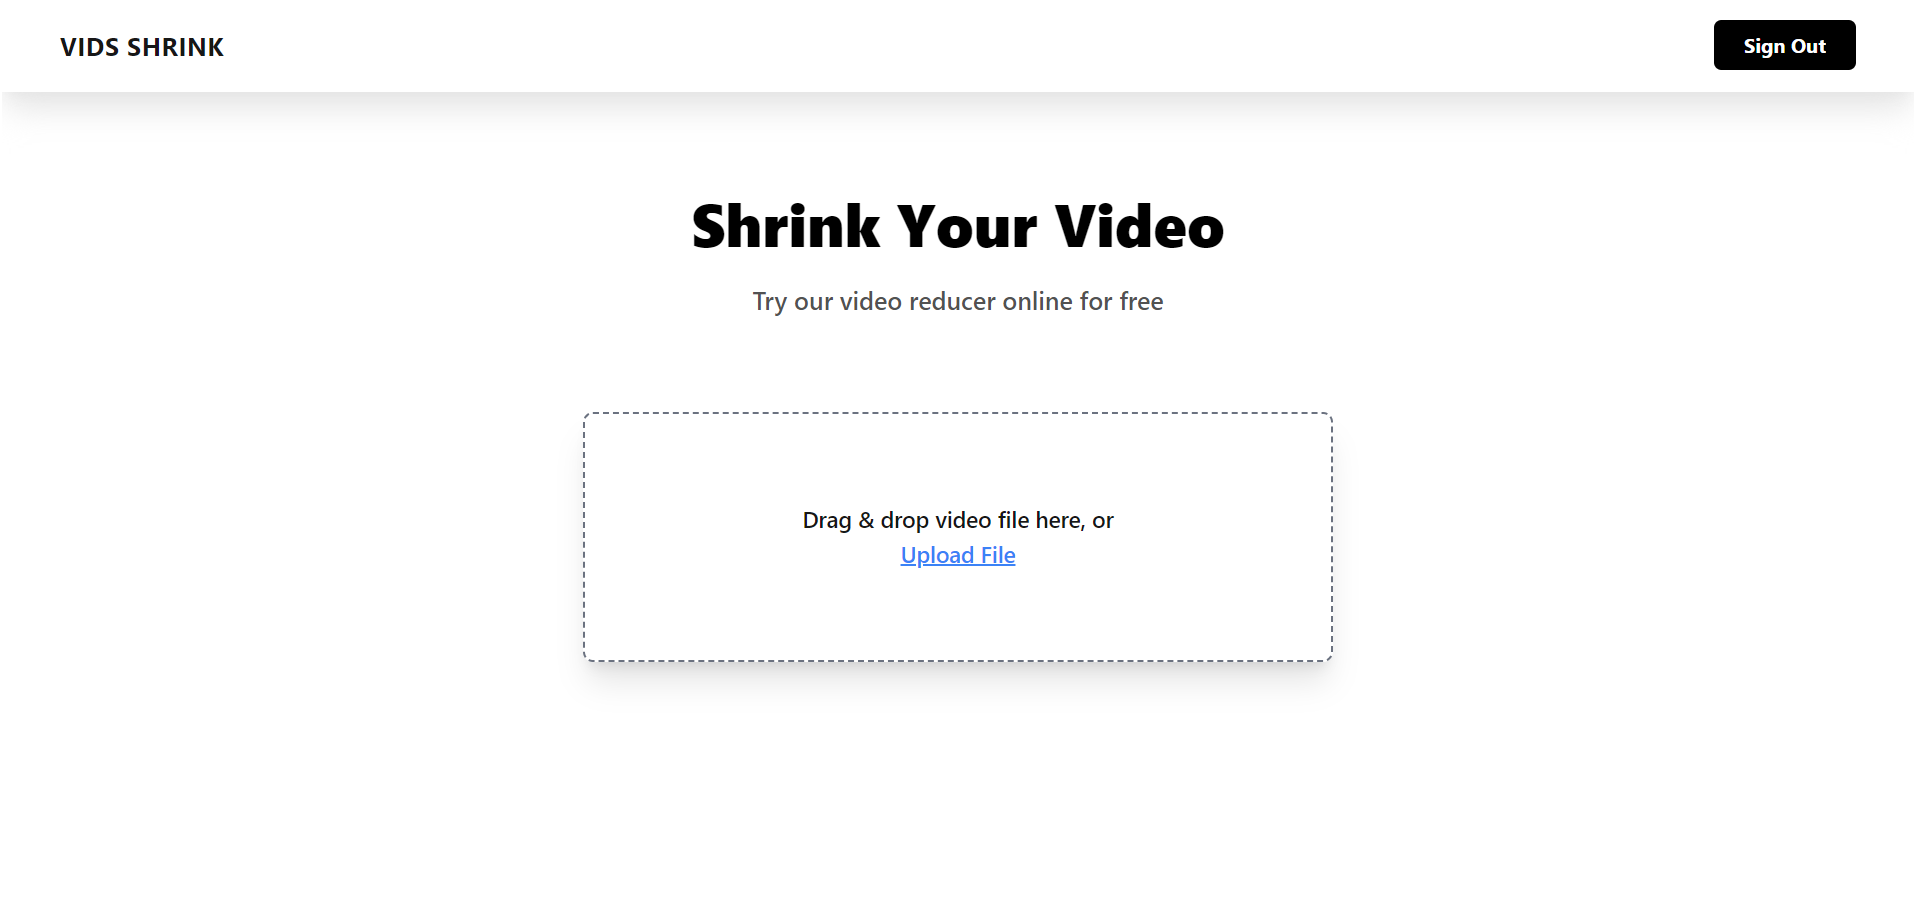 VIDS SHRINK
Sign Out
Shrink Your Video
Try our video reducer online for free
Drag & drop video file here, or
Upload File